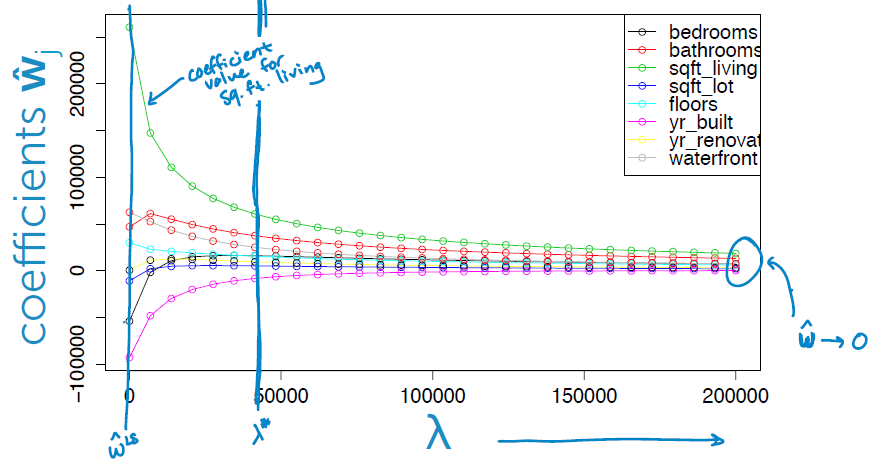 coefficients ŵj
200000
100000
0
-100000
coefficient
value for
sq.ft. living
bedrooms
bathrooms
sqft_living
sqft_lot
floors
yr_built
yr_renovat
waterfront
ŵ → 0
0
50000
100000
150000
200000
ŵLS
λ*
λ